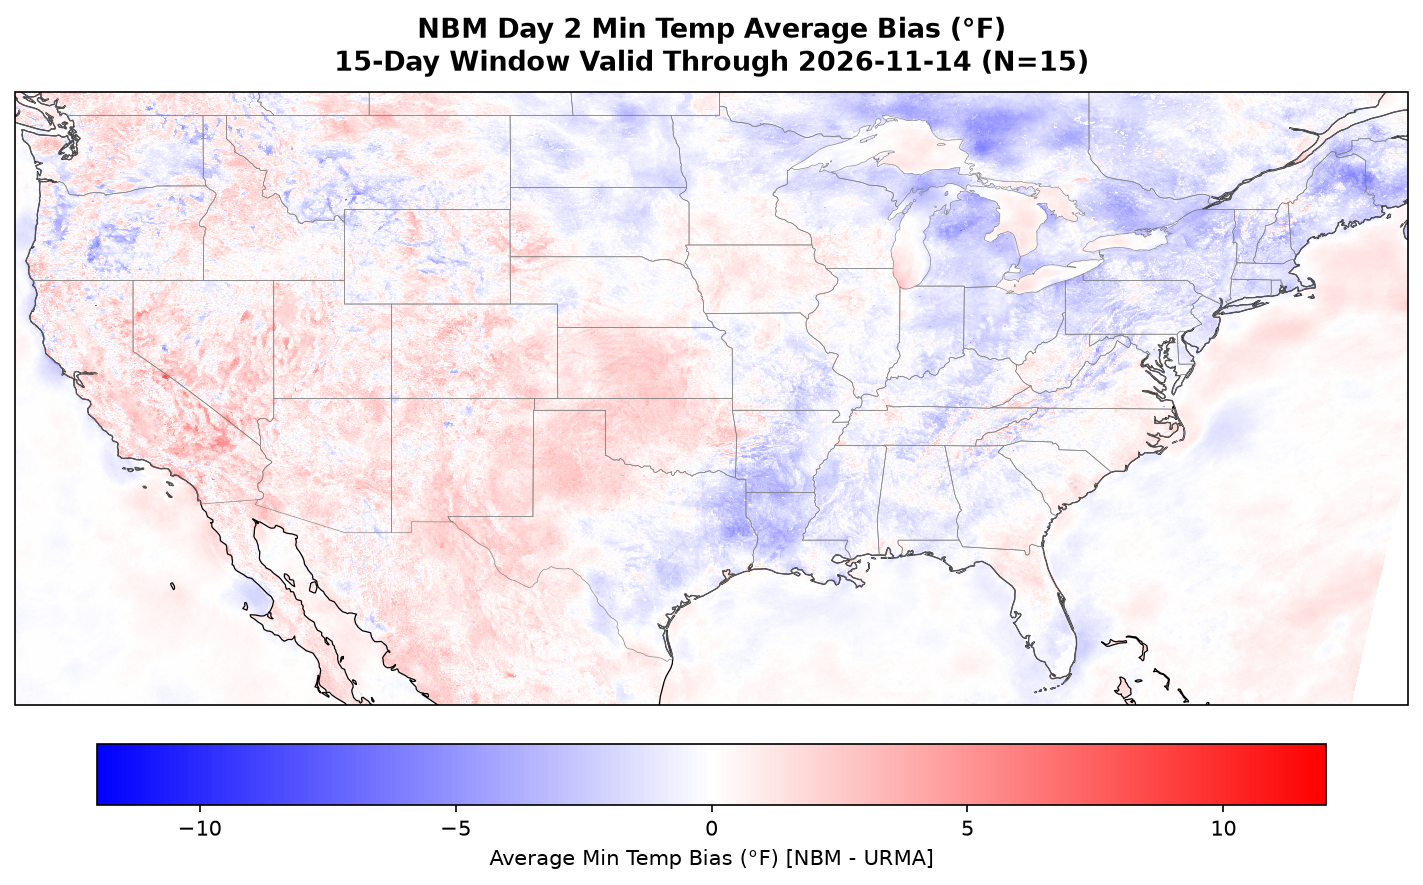 NBM Day 2 Min Temp Average Bias (°F)
15-Day Window Valid Through 2026-11-14 (N=15)
−10 −5 0 5 10
Average Min Temp Bias (°F) [NBM - URMA]